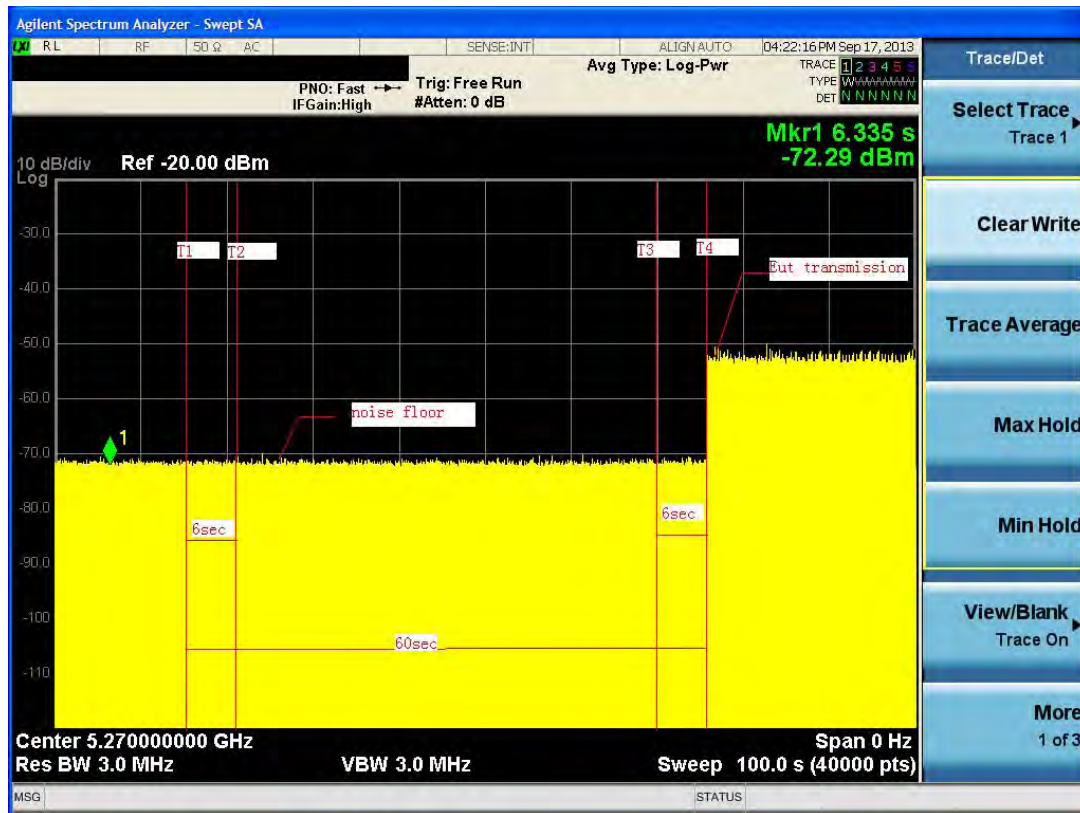 Agilent Spectrum Analyzer - Swept SA
LXI RL RF 50 Ω AC SENSE:INT ALIGN AUTO 04:22:16 PM Sep 17, 2013
Trace/Det
Avg Type: Log-Pwr TRACE 1 2 3 4 5 6
PNO: Fast Trig: Free Run TYPE
IFGain:High #Atten: 0 dB DET N N N N N N
Select Trace
Trace 1
Mkr1 6.335 s
-72.29 dBm
10 dB/div Ref -20.00 dBm
Log
Clear Write
-30.0
T1 T2 T3 T4
Eut transmission
-40.0
Trace Average
-50.0
-60.0
noise floor
Max Hold
1
-70.0
-80.0
6sec 6sec
Min Hold
-90.0
-100
View/Blank
Trace On
60sec
-110
More
1 of 3
Center 5.270000000 GHz Span 0 Hz
Res BW 3.0 MHz VBW 3.0 MHz Sweep 100.0 s (40000 pts)
MSG STATUS